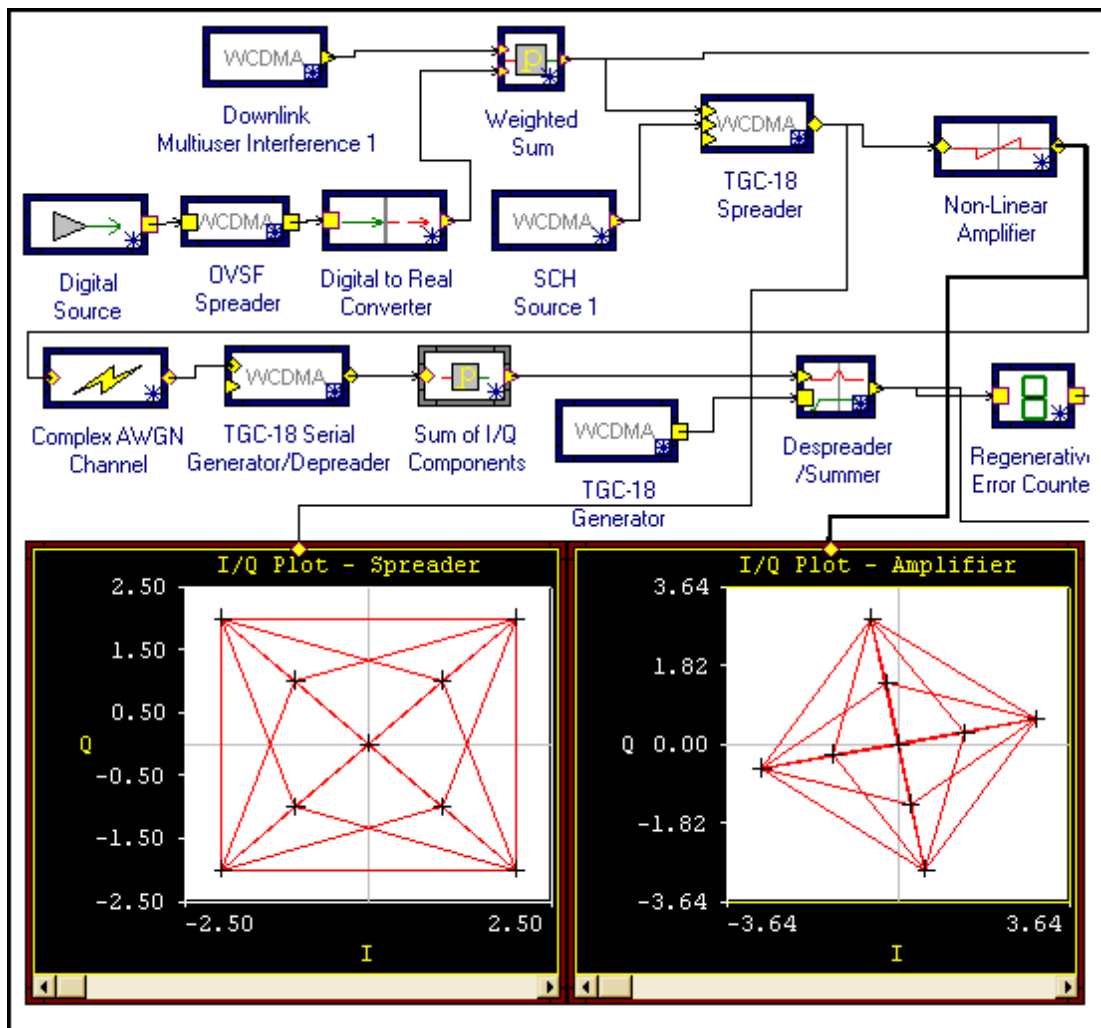 WCDMA
Downlink
Multiuser Interference 1
p
Weighted
Sum
WCDMA
TGC-18
Spreader
Non-Linear
Amplifier
Digital
Source
WCDMA
OVSF
Spreader
Digital to Real
Converter
WCDMA
SCH
Source 1
Complex AWGN
Channel
WCDMA
TGC-18 Serial
Generator/Depreader
p
Sum of I/Q
Components
WCDMA
TGC-18
Generator
Despreader
/Summer
8
Regenerative
Error Counte
I/Q Plot - Spreader
2.50
1.50
0.50
Q
-0.50
-1.50
-2.50
-2.50
2.50
I
I/Q Plot - Amplifier
3.64
1.82
Q 0.00
-1.82
-3.64
-3.64
3.64
I